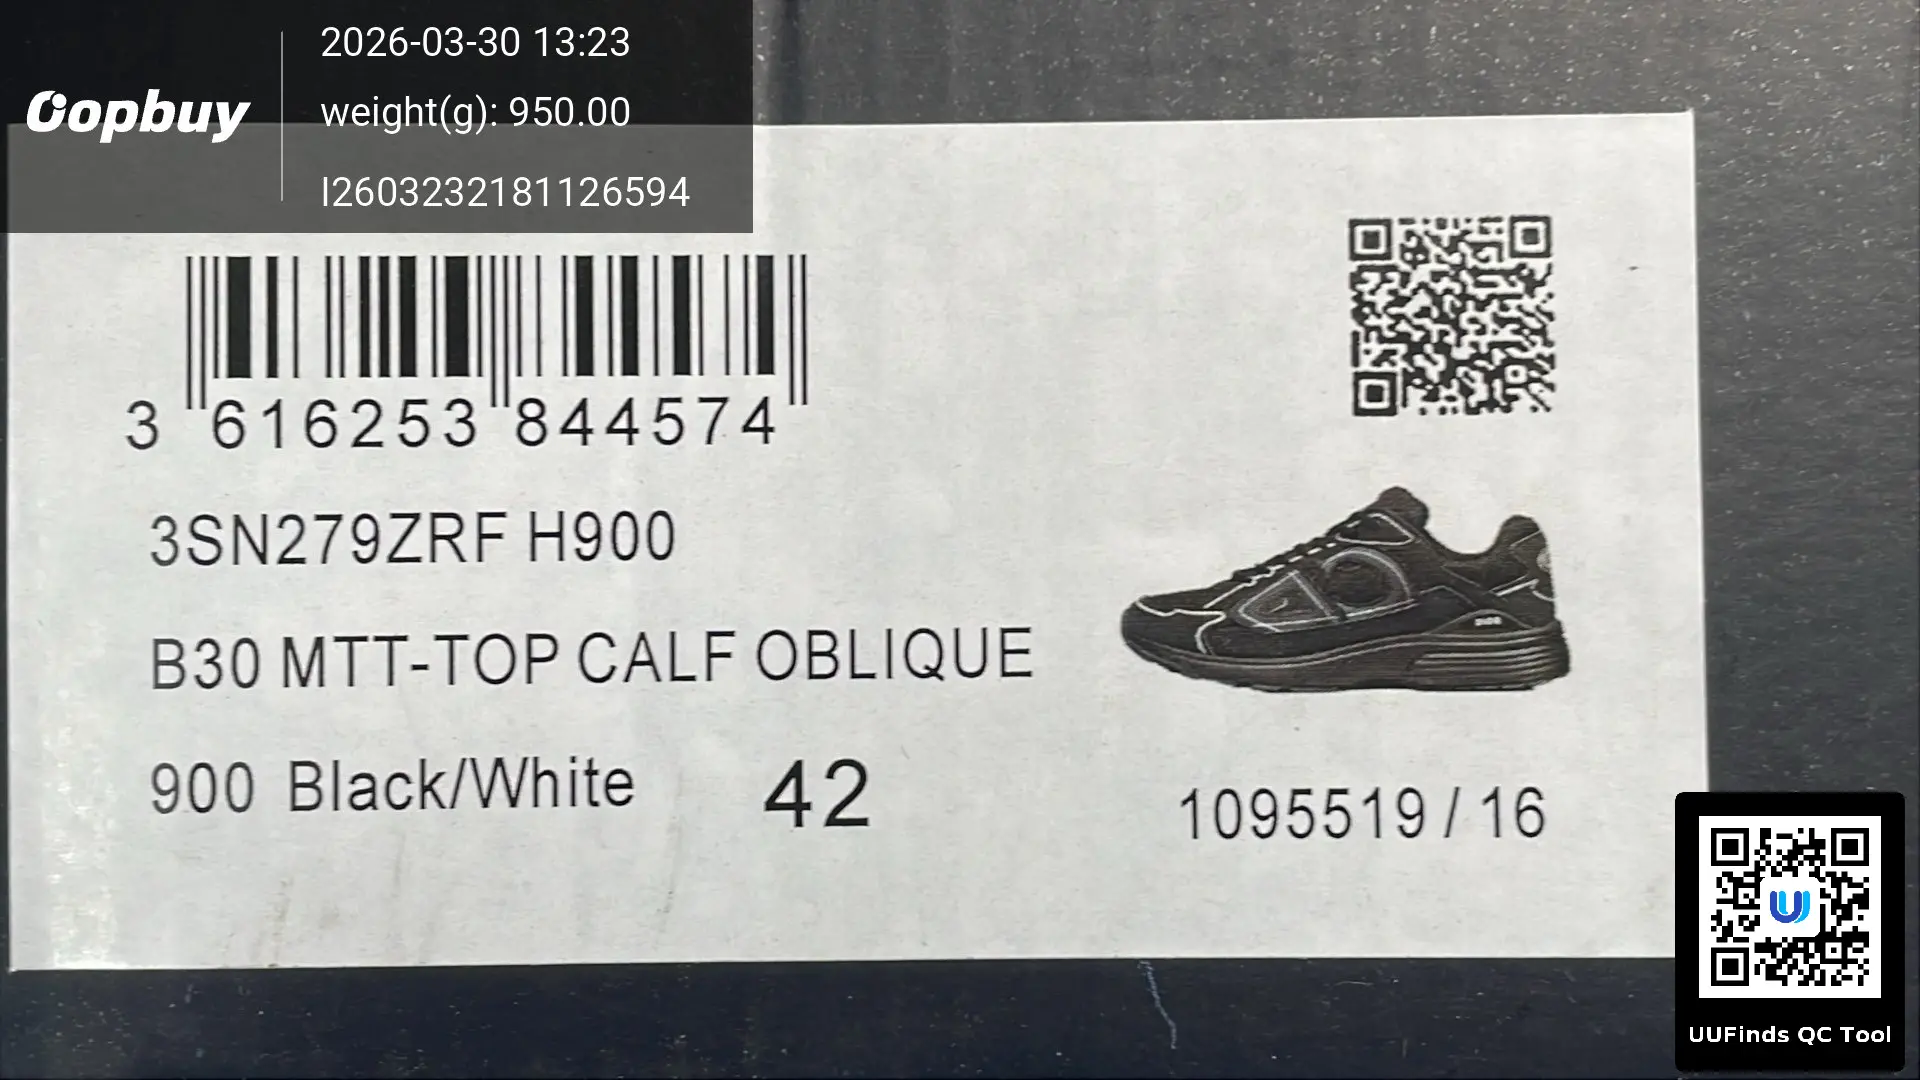 2026-03-30 13:23
oopbuy
weight(g): 950.00
I2603232181126594
3 616253 844574
3SN279ZRF H900
B30 MTT-TOP CALF OBLIQUE
DIOR
900 Black/White 42 1095519 / 16
UUFinds QC Tool